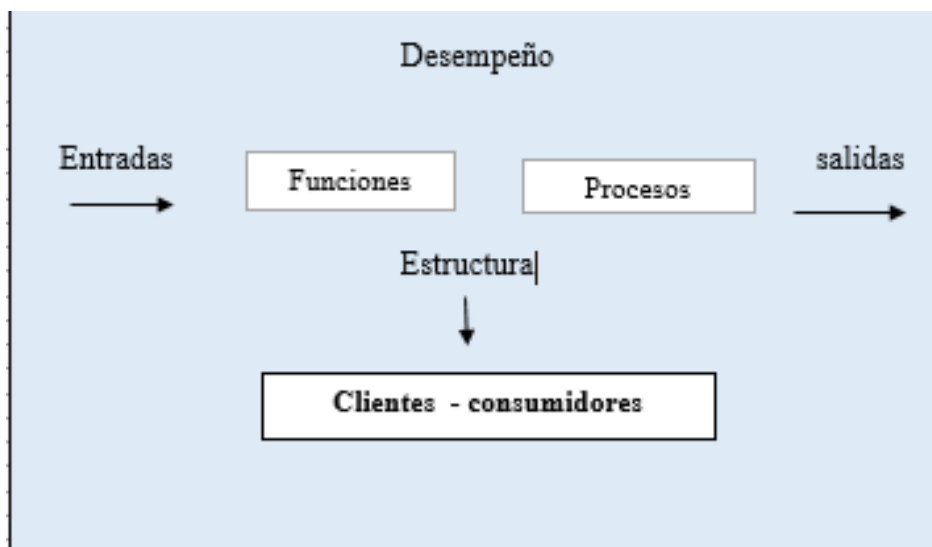 Desempeño
Entradas
salidas
Funciones
Procesos
Estructura
Clientes - consumidores